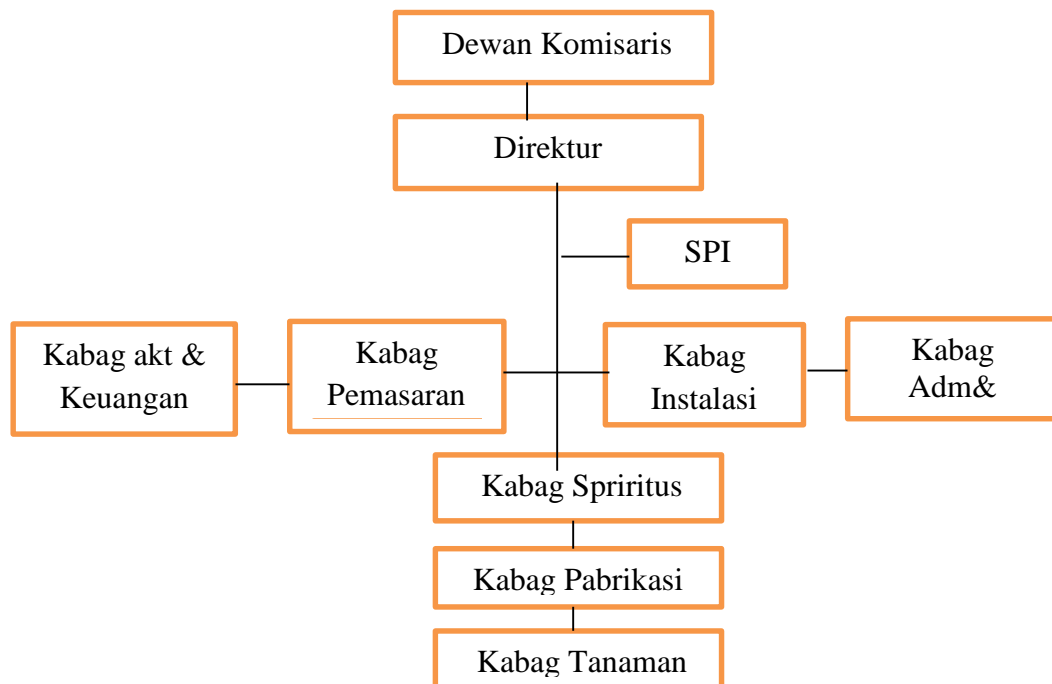 Dewan Komisaris
Direktur
SPI
Kabag akt &
Keuangan
Kabag
Pemasaran
Kabag
Instalasi
Kabag
Adm&
Kabag Spriritus
Kabag Pabrikasi
Kabag Tanaman